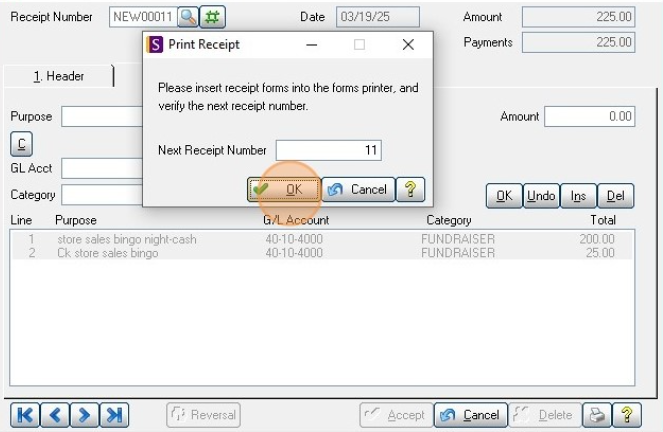 Receipt Number NEW00011 Date 03/19/25 Amount 225.00
S Print Receipt
Payments 225.00
1. Header
Please insert receipt forms into the forms printer, and
verify the next receipt number.
Purpose Amount 0.00
C
Next Receipt Number 11
GL Acct
OK Cancel ?
Category OK Undo Ins Del
Line Purpose G/L Account Category Total
1 store sales bingo night-cash 40-10-4000 FUNDRAISER 200.00
2 Ck store sales bingo 40-10-4000 FUNDRAISER 25.00
Reversal Accept Cancel Delete ?